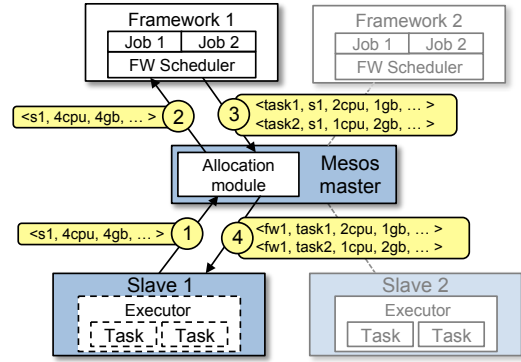 Framework 1
Job 1 Job 2
FW Scheduler
Framework 2
Job 1 Job 2
FW Scheduler
<s1, 4cpu, 4gb, … >
2
3
<task1, s1, 2cpu, 1gb, … >
<task2, s1, 1cpu, 2gb, … >
Allocation
module
Mesos
master
<s1, 4cpu, 4gb, … >
1
4
<fw1, task1, 2cpu, 1gb, … >
<fw1, task2, 1cpu, 2gb, … >
Slave 1
Executor
Task Task
Slave 2
Executor
Task Task